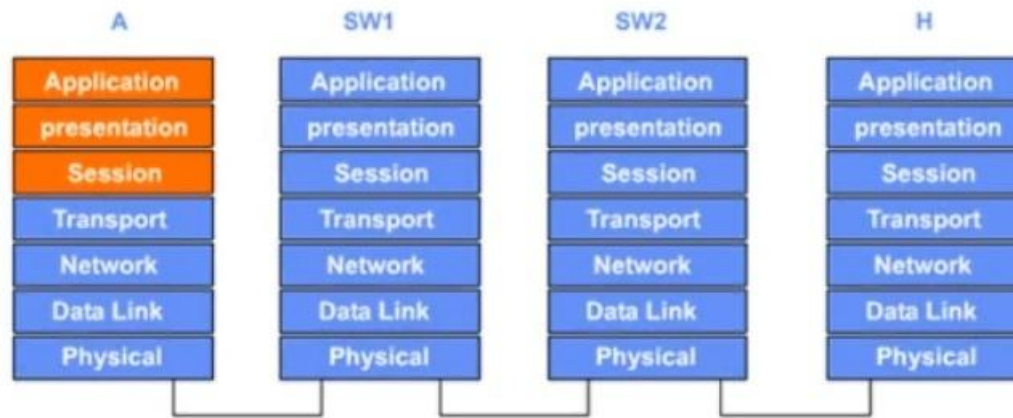 A SW1 SW2 H
Application Application Application Application
presentation presentation presentation presentation
Session Session Session Session
Transport Transport Transport Transport
Network Network Network Network
Data Link Data Link Data Link Data Link
Physical Physical Physical Physical